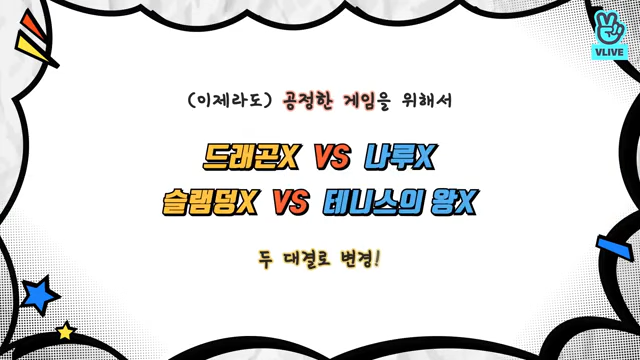 VLIVE
(이제라도) 공정한 게임을 위해서
드래곤X VS 나루X
슬램덩X VS 테니스의 왕X
두 대결로 변경!